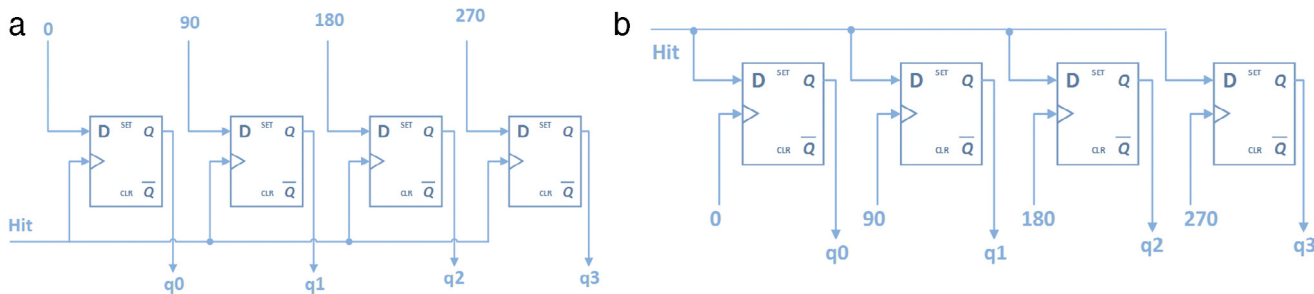 a
0 90 180 270
D SET Q D SET Q D SET Q D SET Q
CLR Q CLR Q CLR Q CLR Q
Hit
q0 q1 q2 q3
b
Hit
D SET Q D SET Q D SET Q D SET Q
CLR Q CLR Q CLR Q CLR Q
0 90 180 270
q0 q1 q2 q3